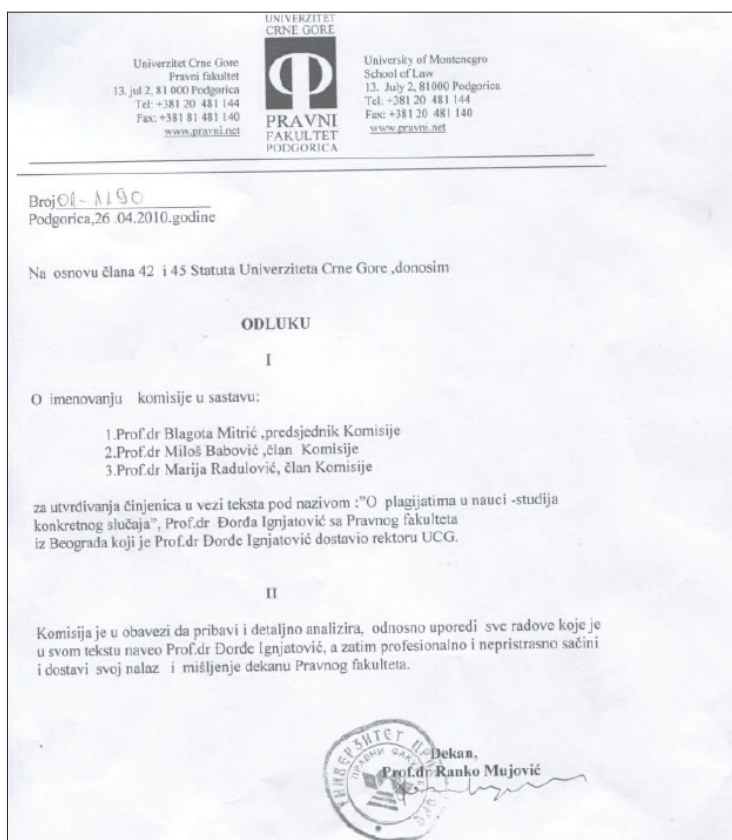 UNIVERZITET
CRNE GORE
Univerzitet Crne Gore
Pravni fakultet
13. jul 2, 81 000 Podgorica
Tel: +381 20 481 144
Fax: +381 81 481 140
www.pravni.net
PRAVNI
FAKULTET
PODGORICA
University of Montenegro
School of Law
13. July 2, 81000 Podgorica
Tel: +381 20 481 144
Fax: +381 20 481 140
www.pravni.net
Broj 01-1190
Podgorica,26 .04.2010.godine
Na osnovu člana 42 i 45 Statuta Univerziteta Crne Gore ,donosim
ODLUKU
I
O imenovanju komisije u sastavu:
1.Prof.dr Blagota Mitrić ,predsjednik Komisije
2.Prof.dr Miloš Babović ,član Komisije
3.Prof.dr Marija Radulović, član Komisije
za utvrđivanja činjenica u vezi teksta pod nazivom :"O plagijatima u nauci -studija
konkretnog slučaja", Prof.dr Đorđa Ignjatović sa Pravnog fakulteta
iz Beograda koji je Prof.dr Đorđe Ignjatović dostavio rektoru UCG.
II
Komisija je u obavezi da pribavi i detaljno analizira, odnosno uporedi sve radove koje je
u svom tekstu naveo Prof.dr Đorđe Ignjatović, a zatim profesionalno i nepristrasno sačini
i dostavi svoj nalaz i mišljenje dekanu Pravnog fakulteta.
Dekan,
Prof.dr Ranko Mujović
УНИВЕРЗИТЕТ ЦРНЕ ГОРЕ
ПРАВНИ